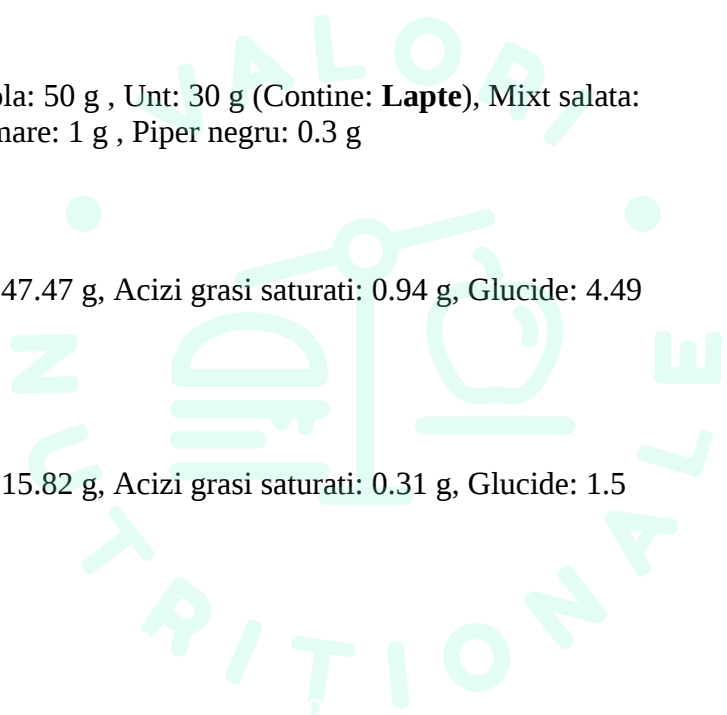 ola: 50 g , Unt: 30 g (Contine: Lapte), Mixt salata:
mare: 1 g , Piper negru: 0.3 g
47.47 g, Acizi grasi saturati: 0.94 g, Glucide: 4.49
15.82 g, Acizi grasi saturati: 0.31 g, Glucide: 1.5
VALORI
NUTRITIONALE